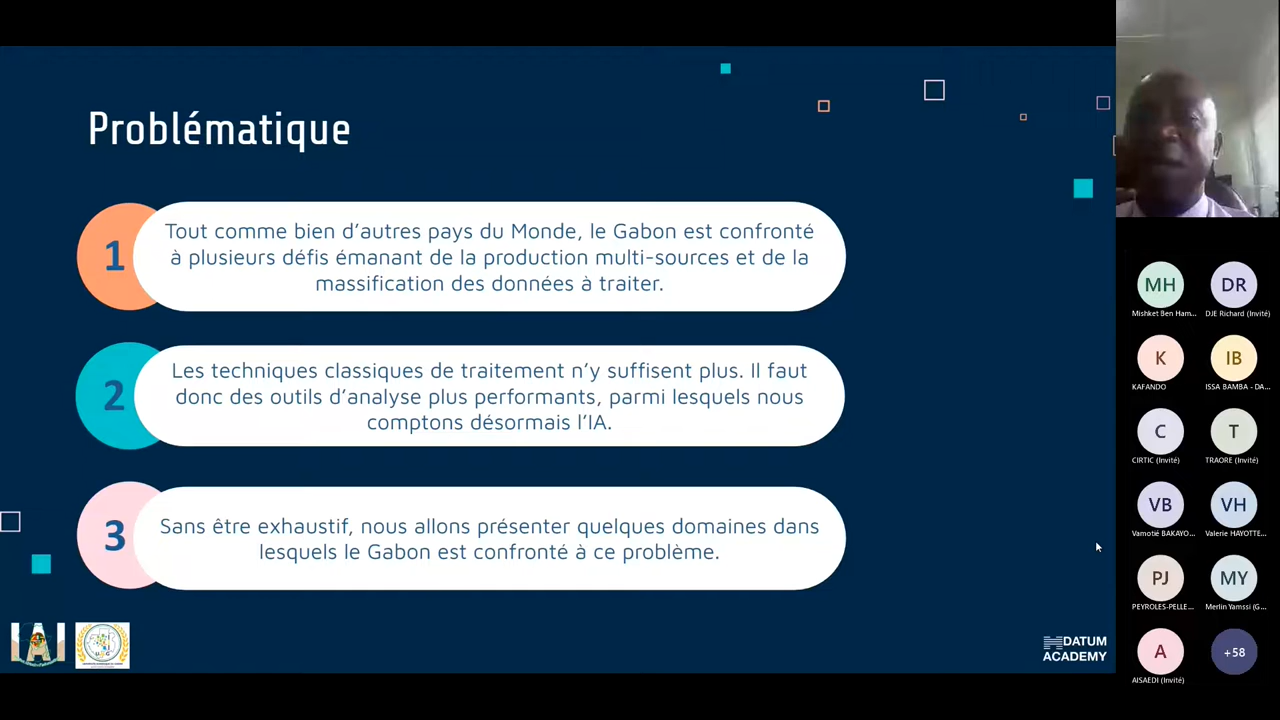 Problématique
1
Tout comme bien d’autres pays du Monde, le Gabon est confronté
à plusieurs défis émanant de la production multi-sources et de la
massification des données à traiter.
2
Les techniques classiques de traitement n’y suffisent plus. Il faut
donc des outils d’analyse plus performants, parmi lesquels nous
comptons désormais l’IA.
3
Sans être exhaustif, nous allons présenter quelques domaines dans
lesquels le Gabon est confronté à ce problème.
DATUM
ACADEMY
MH
DR
Mishket Ben Ham...
DJE Richard (Invité)
K
IB
KAFANDO
ISSA BAMBA - DA...
C
T
CIRTIC (Invité)
TRAORE (Invité)
VB
VH
Vamotié BAKAYO...
Valerie HAYOTTE...
PJ
MY
PEYROLES-PELLE...
Merlin Yamssi (G...
A
+58
AISAEDI (Invité)